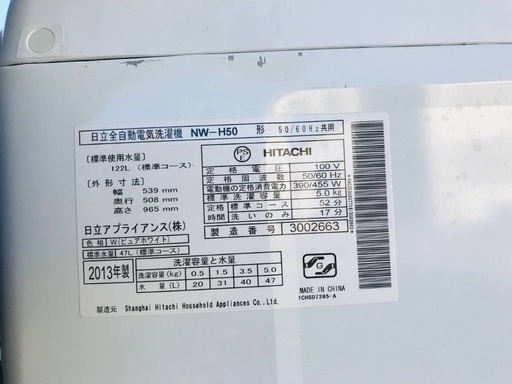 日立全自動電気洗濯機 NW-H50 形 50/60Hz共用
[標準使用水量]
122L (標準コース)
[外形寸法]
幅 539 mm
奥行 508 mm
高さ 965 mm
日立アプライアンス(株)
色相 W(ピュアホワイト)
標準水量 47L(標準コース)
PS E HITACHI
定格電圧 100 V
定格周波数 50/60 Hz
電動機の定格消費電力 390/455 W
標準洗濯容量 5.0 kg
定格 標準コース 52分
時間 洗いのみ 17分
製造番号 3002663
2013年製
洗濯容量と水量
洗濯容量(kg) 0.5 1.5 3.5 5.0
水量(L) 20 31 40 47
MADE IN CHINA
1CHSD7285-A
製造元 Shanghai Hitachi Household Appliances Co., Ltd.